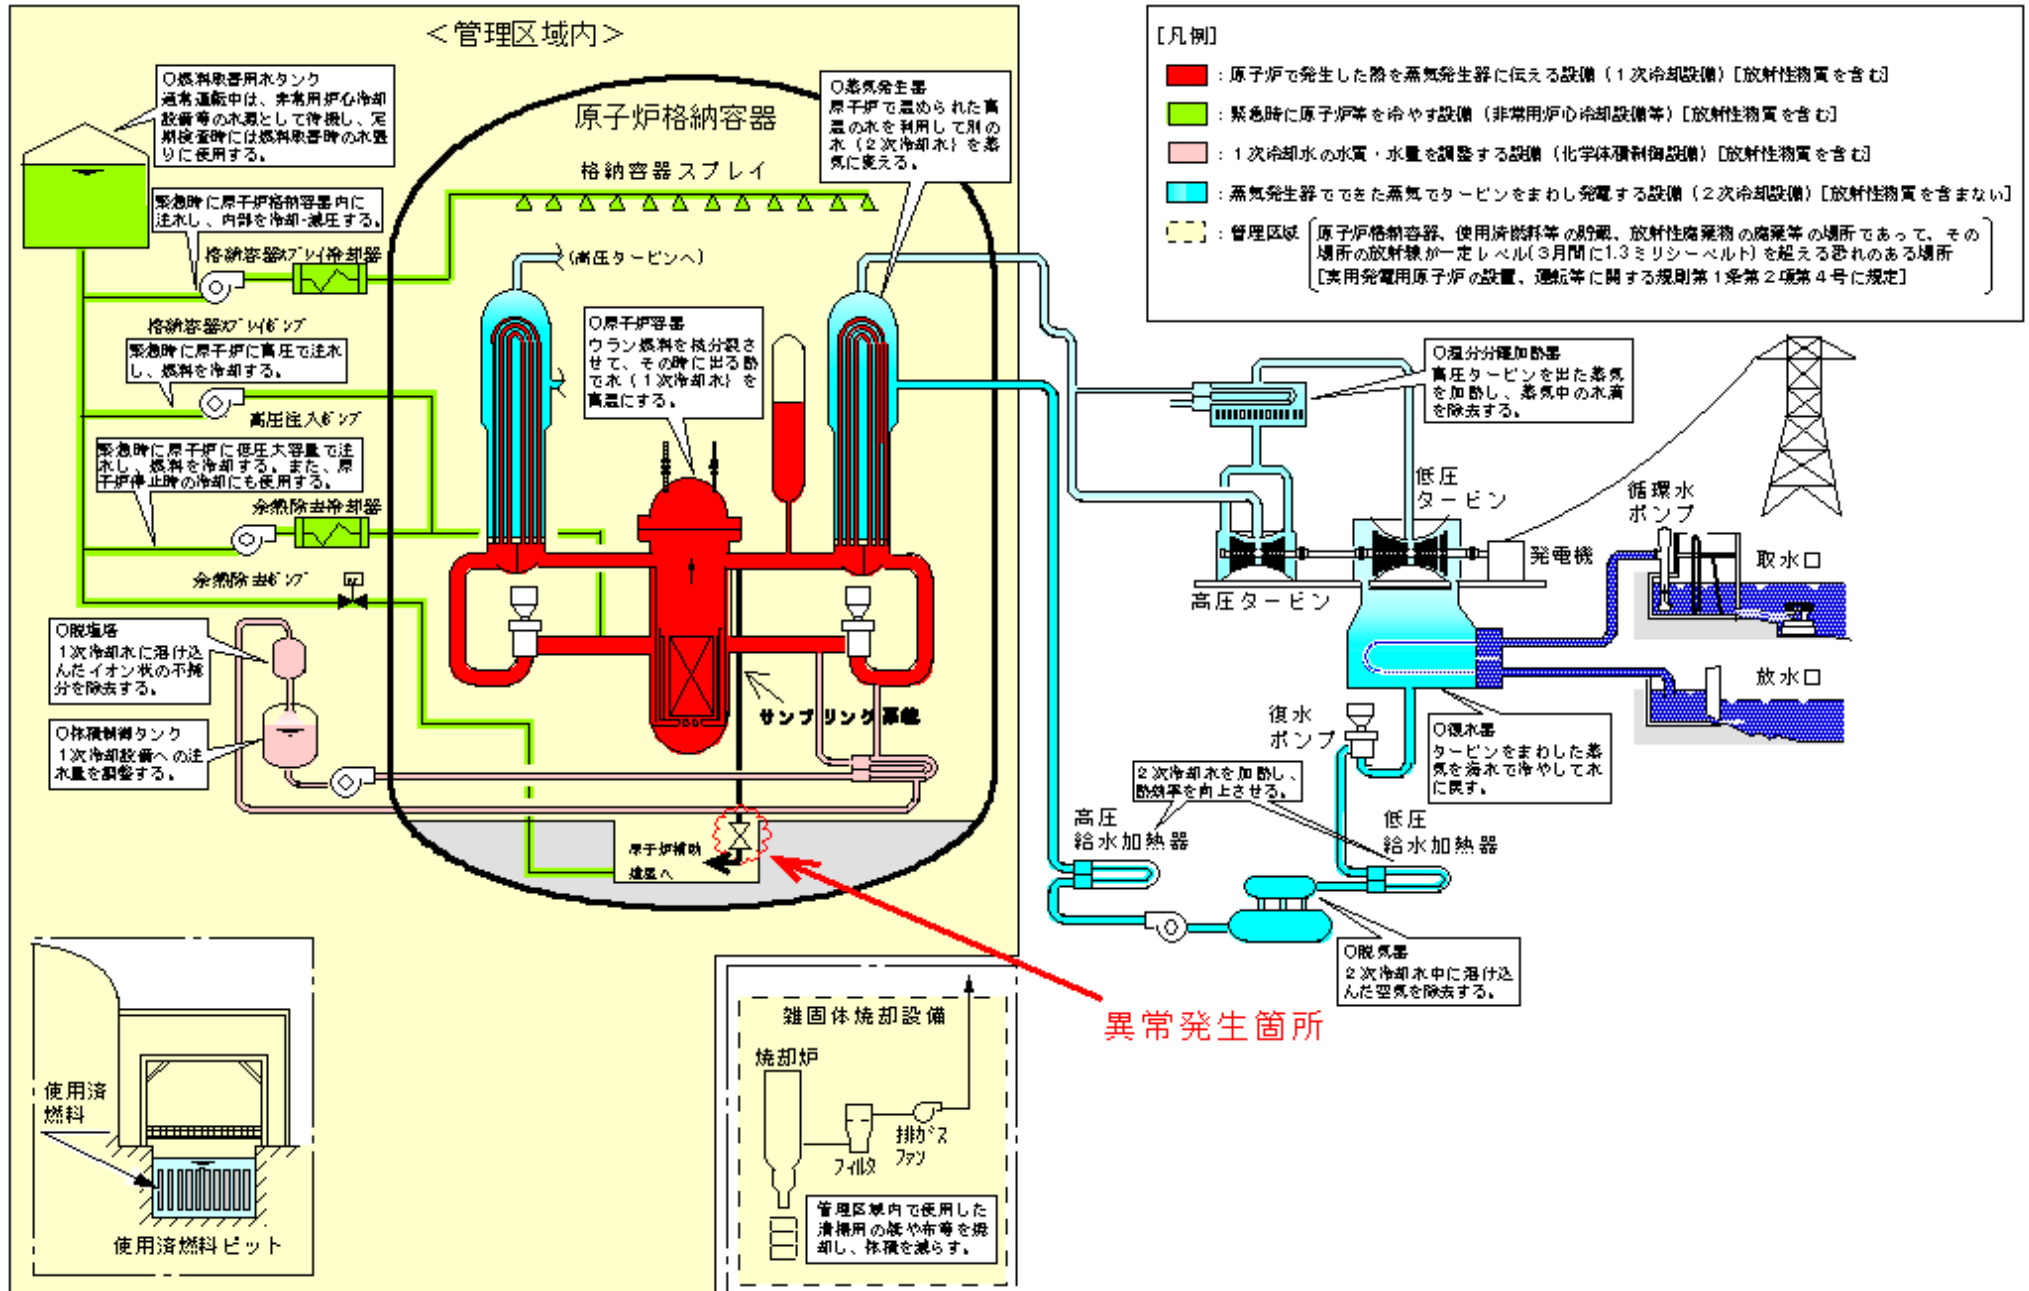 ＜管理区域内＞
○燃料取替用水タンク
通常運転中は、非常用炉心冷却
設備等の水源として待機し、定
期検査時には燃料取替時の水張
りに使用する。
緊急時に原子炉格納容器内に
注水し、内部を冷却・減圧する。
格納容器ｽﾌﾟﾚｲ冷却器
格納容器ｽﾌﾟﾚｲﾎﾟﾝﾌﾟ
緊急時に原子炉に高圧で注水
し、燃料を冷却する。
高圧注入ﾎﾟﾝﾌﾟ
緊急時に原子炉に低圧大容量で注
水し、燃料を冷却する。また、原
子炉停止時の冷却にも使用する。
余熱除去冷却器
余熱除去ﾎﾟﾝﾌﾟ
○脱塩塔
１次冷却水に溶け込
んだイオン状の不純
分を除去する。
○体積制御タンク
１次冷却設備への注
水量を調整する。
原子炉格納容器
格納容器スプレイ
(高圧タービンへ)
○蒸気発生器
原子炉で温められた高
温の水を利用して別の
水（２次冷却水）を蒸
気に変える。
○原子炉容器
ウラン燃料を核分裂さ
せて、その時に出る熱
で水（１次冷却水）を
高温にする。
サンプリング系統
原子炉補助
建屋へ
異常発生箇所
[凡例]
：原子炉で発生した熱を蒸気発生器に伝える設備（１次冷却設備）[放射性物質を含む]
：緊急時に原子炉等を冷やす設備（非常用炉心冷却設備等）[放射性物質を含む]
：１次冷却水の水質・水量を調整する設備（化学体積制御設備）[放射性物質を含む]
：蒸気発生器でできた蒸気でタービンをまわし発電する設備（２次冷却設備）[放射性物質を含まない]
：管理区域 原子炉格納容器、使用済燃料等の貯蔵、放射性廃棄物の廃棄等の場所であって、その
場所の放射線が一定レベル(３月間に1.3ミリシーベルト)を超える恐れのある場所
[実用発電用原子炉の設置、運転等に関する規則第１条第２項第４号に規定]
○湿分分離加熱器
高圧タービンを出た蒸気
を加熱し、蒸気中の水滴
を除去する。
低圧
タービン
高圧タービン
発電機
循環水
ポンプ
取水口
放水口
復水
ポンプ
○復水器
タービンをまわした蒸
気を海水で冷やして水
に戻す。
２次冷却水を加熱し、
熱効率を向上させる。
高圧
給水加熱器
低圧
給水加熱器
○脱気器
２次冷却水中に溶け込
んだ空気を除去する。
使用済
燃料
使用済燃料ピット
雑固体焼却設備
焼却炉
フィルタ
排ｶﾞｽ
ファン
管理区域内で使用した
清掃用の紙や布等を焼
却し、体積を減らす。